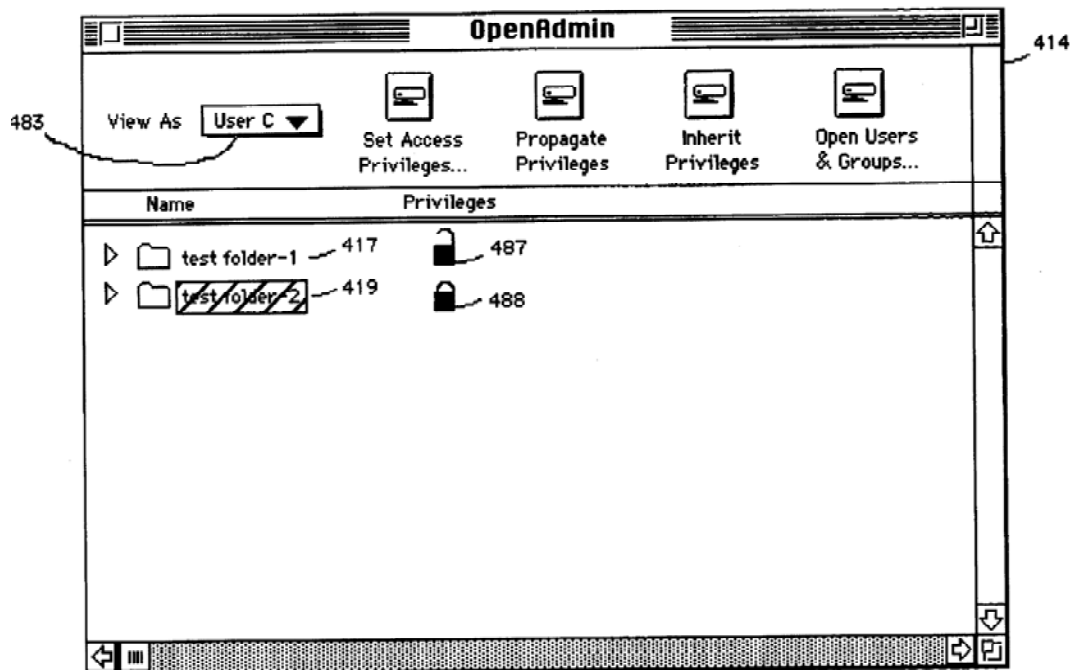 OpenAdmin
414
483
View As User C
Set Access Privileges...
Propagate Privileges
Inherit Privileges
Open Users & Groups...
Name Privileges
test folder-1 417 487
test folder-2 419 488